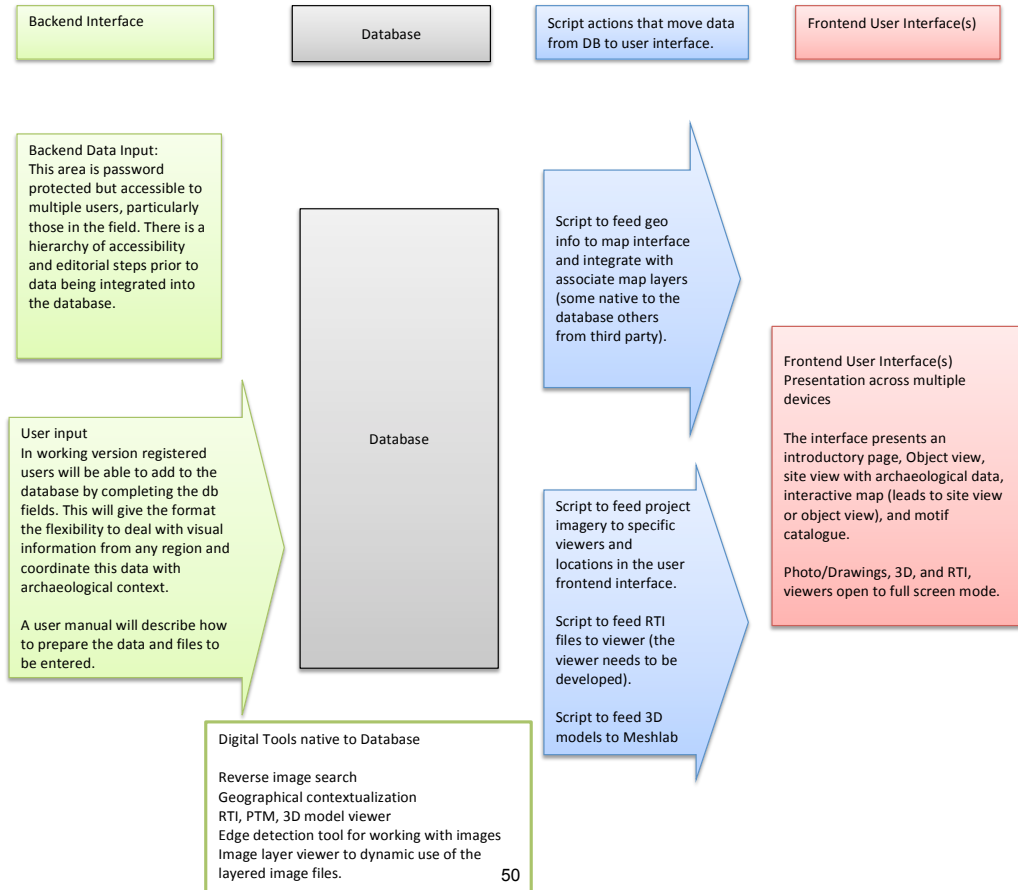 Backend Interface
Database
Script actions that move data
from DB to user interface.
Frontend User Interface(s)
Backend Data Input:
This area is password
protected but accessible to
multiple users, particularly
those in the field. There is a
hierarchy of accessibility
and editorial steps prior to
data being integrated into
the database.
User input
In working version registered
users will be able to add to the
database by completing the db
fields. This will give the format
the flexibility to deal with visual
information from any region and
coordinate this data with
archaeological context.
A user manual will describe how
to prepare the data and files to
be entered.
Database
Digital Tools native to Database
Reverse image search
Geographical contextualization
RTI, PTM, 3D model viewer
Edge detection tool for working with images
Image layer viewer to dynamic use of the
layered image files.
50
Script to feed geo
info to map interface
and integrate with
associate map layers
(some native to the
database others
from third party).
Script to feed project
imagery to specific
viewers and
locations in the user
frontend interface.
Script to feed RTI
files to viewer (the
viewer needs to be
developed).
Script to feed 3D
models to Meshlab
Frontend User Interface(s)
Presentation across multiple
devices
The interface presents an
introductory page, Object view,
site view with archaeological data,
interactive map (leads to site view
or object view), and motif
catalogue.
Photo/Drawings, 3D, and RTI,
viewers open to full screen mode.